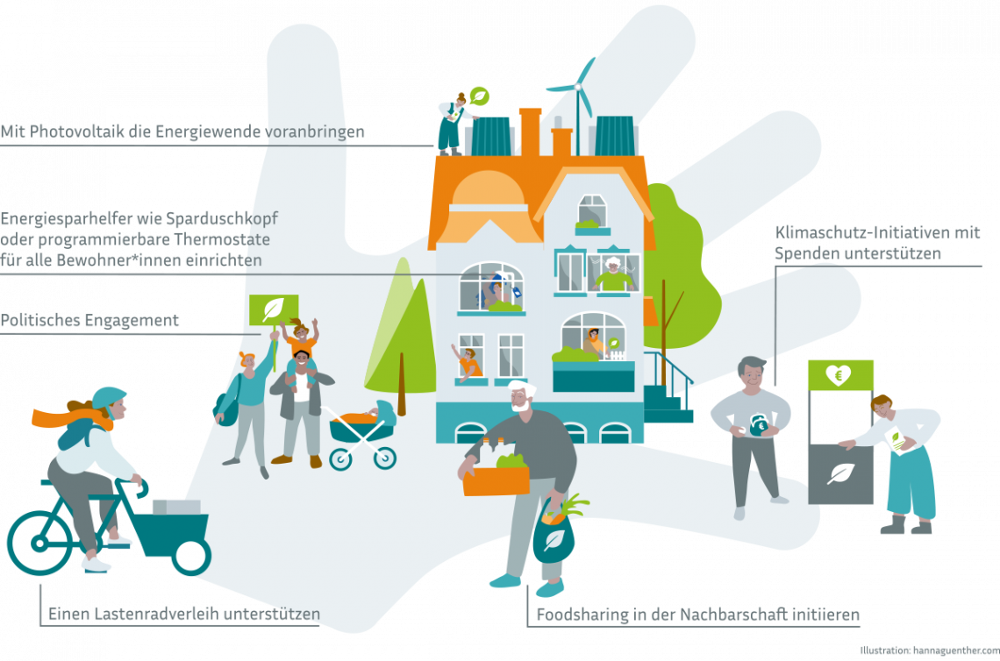 Mit Photovoltaik die Energiewende voranbringen
Energiesparhelfer wie Sparduschkopf
oder programmierbare Thermostate
für alle Bewohner*innen einrichten
Klimaschutz-Initiativen mit
Spenden unterstützen
Politisches Engagement
€
€
Einen Lastenradverleih unterstützen
Foodsharing in der Nachbarschaft initiieren
Illustration: hannaguenther.com